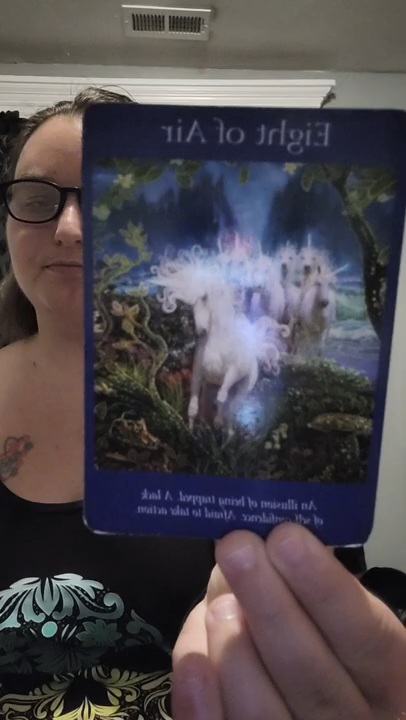 Eight of Air
An illusion of being trapped. A lack
of self confidence. Afraid to take action.